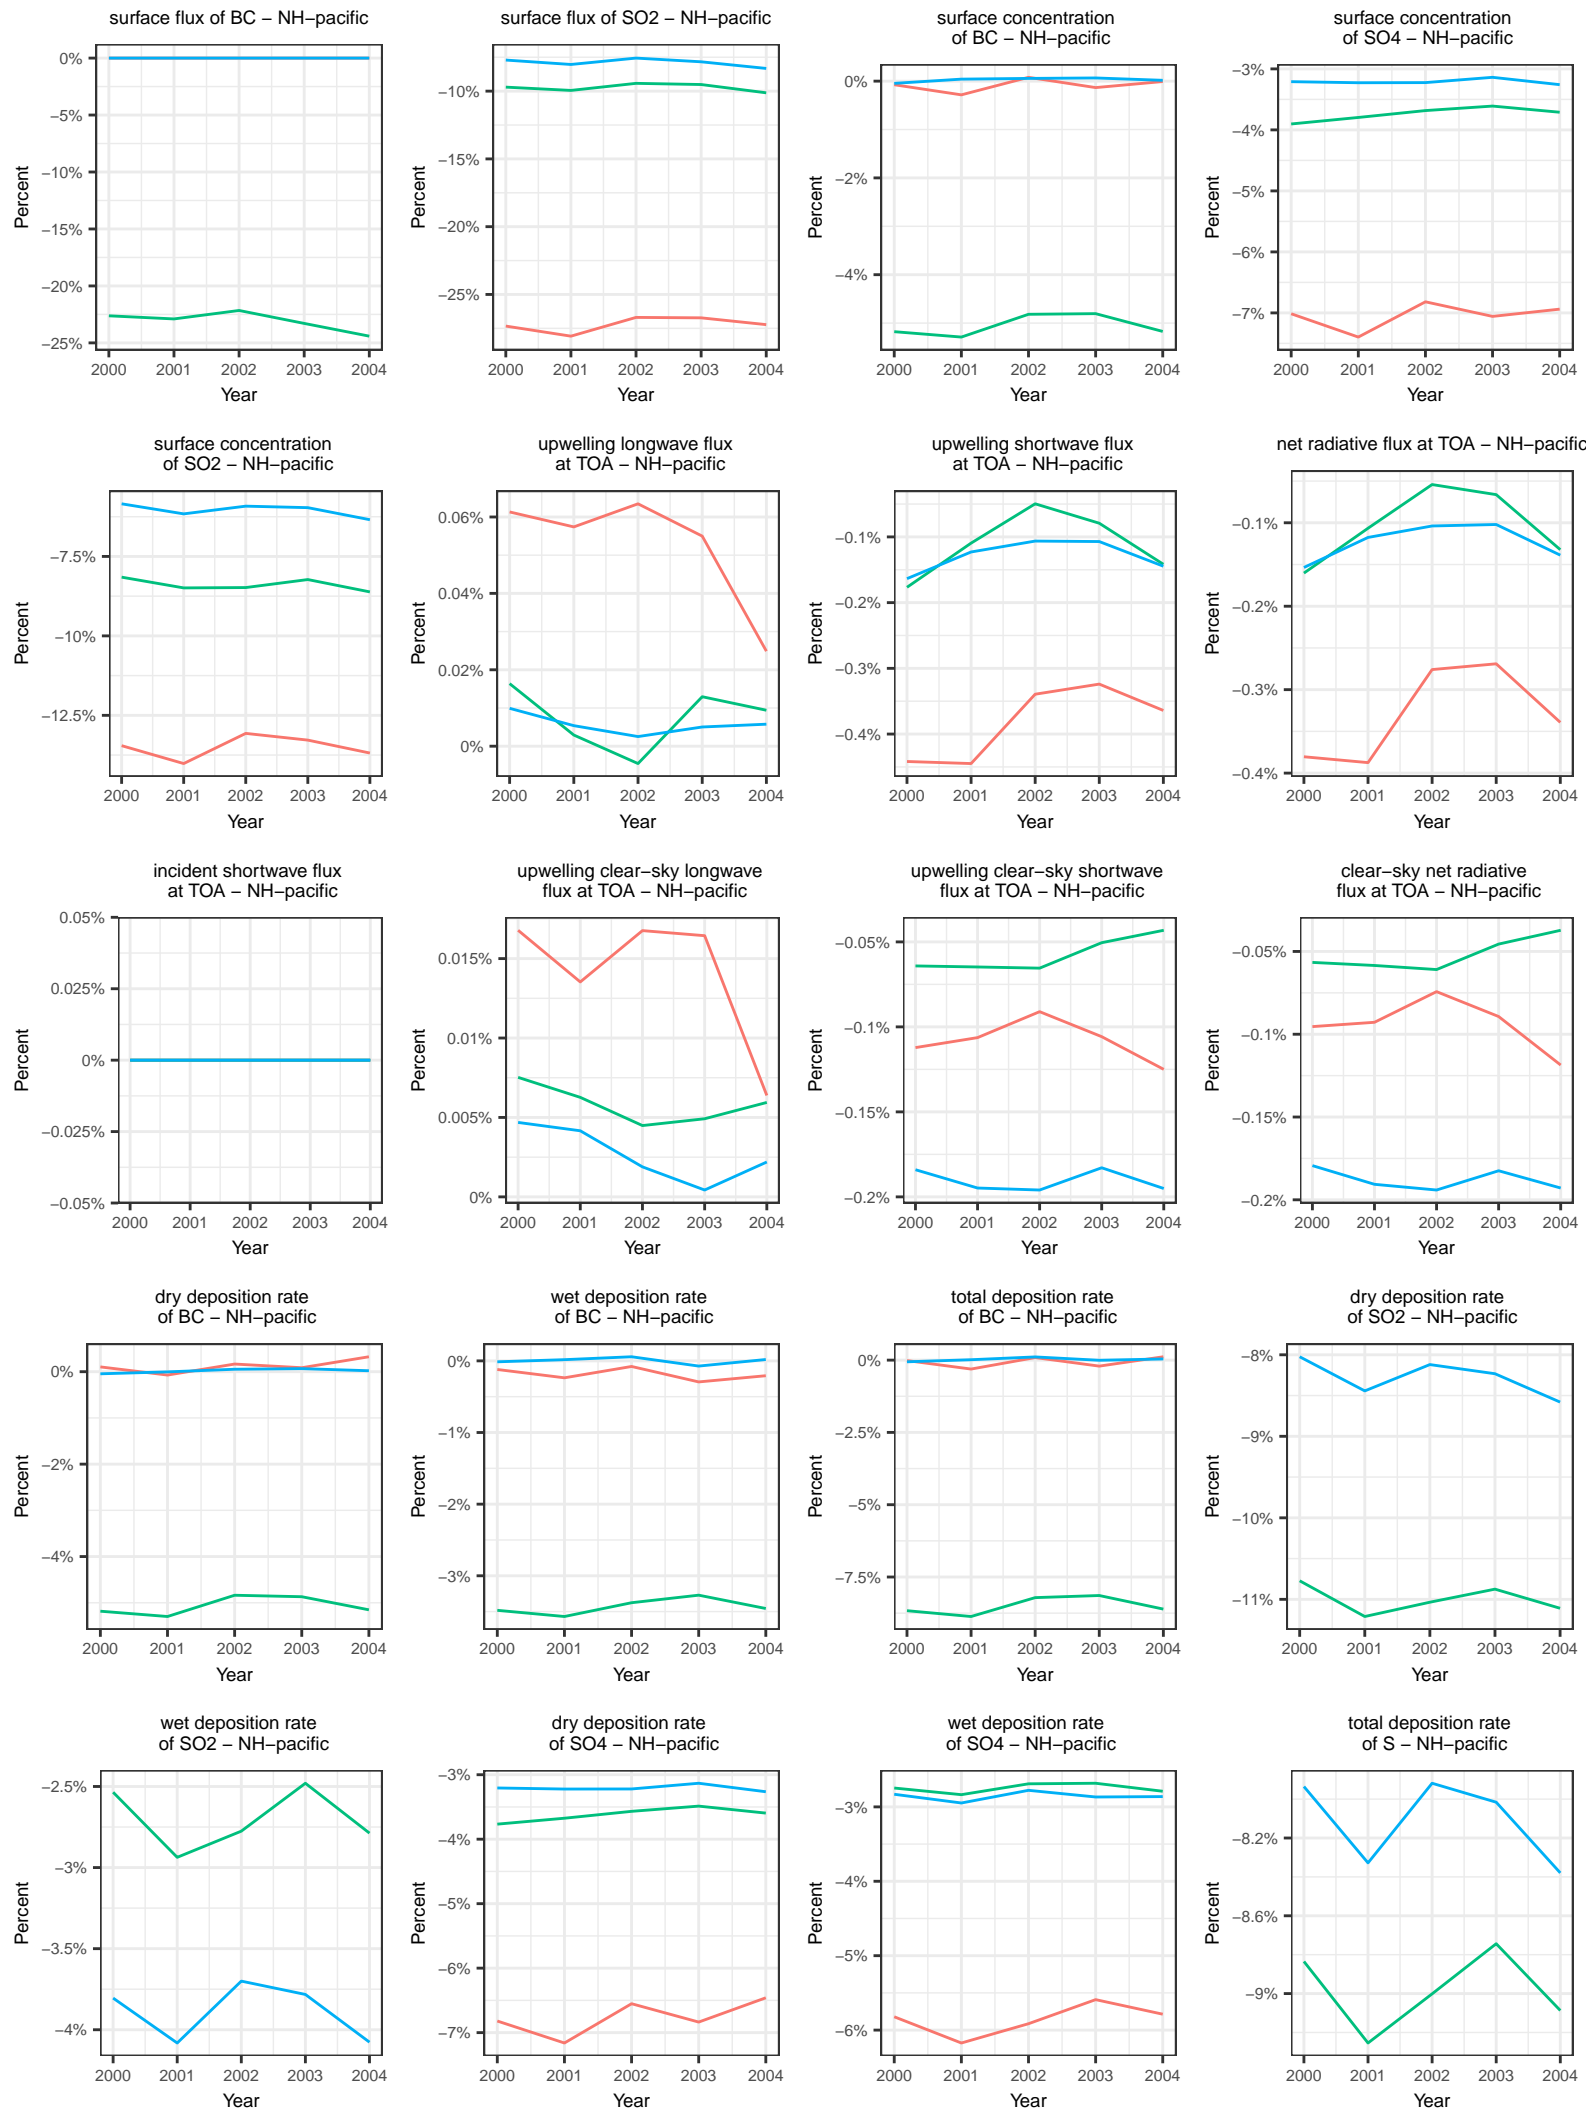 surface flux of BC − NH−pacific
0%
−5%
−10%
−15%
−20%
−25%
Percent
2000 2001 2002 2003 2004
Year
surface flux of SO2 − NH−pacific
−10%
−15%
−20%
−25%
Percent
2000 2001 2002 2003 2004
Year
surface concentration
of BC − NH−pacific
0%
−2%
−4%
Percent
2000 2001 2002 2003 2004
Year
surface concentration
of SO4 − NH−pacific
−3%
−4%
−5%
−6%
−7%
Percent
2000 2001 2002 2003 2004
Year
surface concentration
of SO2 − NH−pacific
−7.5%
−10%
−12.5%
Percent
2000 2001 2002 2003 2004
Year
upwelling longwave flux
at TOA − NH−pacific
0.06%
0.04%
0.02%
0%
Percent
2000 2001 2002 2003 2004
Year
upwelling shortwave flux
at TOA − NH−pacific
−0.1%
−0.2%
−0.3%
−0.4%
Percent
2000 2001 2002 2003 2004
Year
net radiative flux at TOA − NH−pacific
−0.1%
−0.2%
−0.3%
−0.4%
Percent
2000 2001 2002 2003 2004
Year
incident shortwave flux
at TOA − NH−pacific
0.05%
0.025%
0%
−0.025%
−0.05%
Percent
2000 2001 2002 2003 2004
Year
upwelling clear−sky longwave
flux at TOA − NH−pacific
0.015%
0.01%
0.005%
0%
Percent
2000 2001 2002 2003 2004
Year
upwelling clear−sky shortwave
flux at TOA − NH−pacific
−0.05%
−0.1%
−0.15%
−0.2%
Percent
2000 2001 2002 2003 2004
Year
clear−sky net radiative
flux at TOA − NH−pacific
−0.05%
−0.1%
−0.15%
−0.2%
Percent
2000 2001 2002 2003 2004
Year
dry deposition rate
of BC − NH−pacific
0%
−2%
−4%
Percent
2000 2001 2002 2003 2004
Year
wet deposition rate
of BC − NH−pacific
0%
−1%
−2%
−3%
Percent
2000 2001 2002 2003 2004
Year
total deposition rate
of BC − NH−pacific
0%
−2.5%
−5%
−7.5%
Percent
2000 2001 2002 2003 2004
Year
dry deposition rate
of SO2 − NH−pacific
−8%
−9%
−10%
−11%
Percent
2000 2001 2002 2003 2004
Year
wet deposition rate
of SO2 − NH−pacific
−2.5%
−3%
−3.5%
−4%
Percent
2000 2001 2002 2003 2004
Year
dry deposition rate
of SO4 − NH−pacific
−3%
−4%
−5%
−6%
−7%
Percent
2000 2001 2002 2003 2004
Year
wet deposition rate
of SO4 − NH−pacific
−3%
−4%
−5%
−6%
Percent
2000 2001 2002 2003 2004
Year
total deposition rate
of S − NH−pacific
−8.2%
−8.6%
−9%
Percent
2000 2001 2002 2003 2004
Year